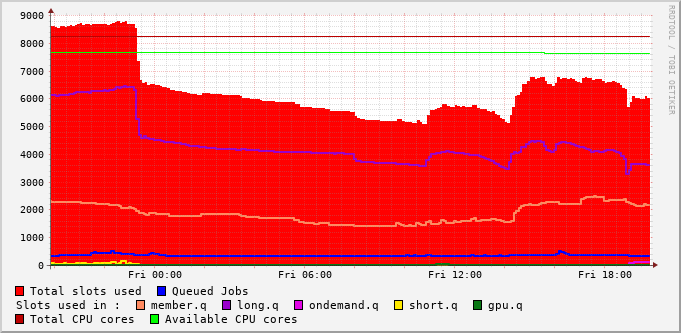 9000
8000
7000
6000
5000
4000
3000
2000
1000
0
Fri 00:00 Fri 06:00 Fri 12:00 Fri 18:00
Total slots used Queued Jobs
Slots used in : member.q long.q ondemand.q short.q gpu.q
Total CPU cores Available CPU cores
RRDTOOL / TOBI OETIKER